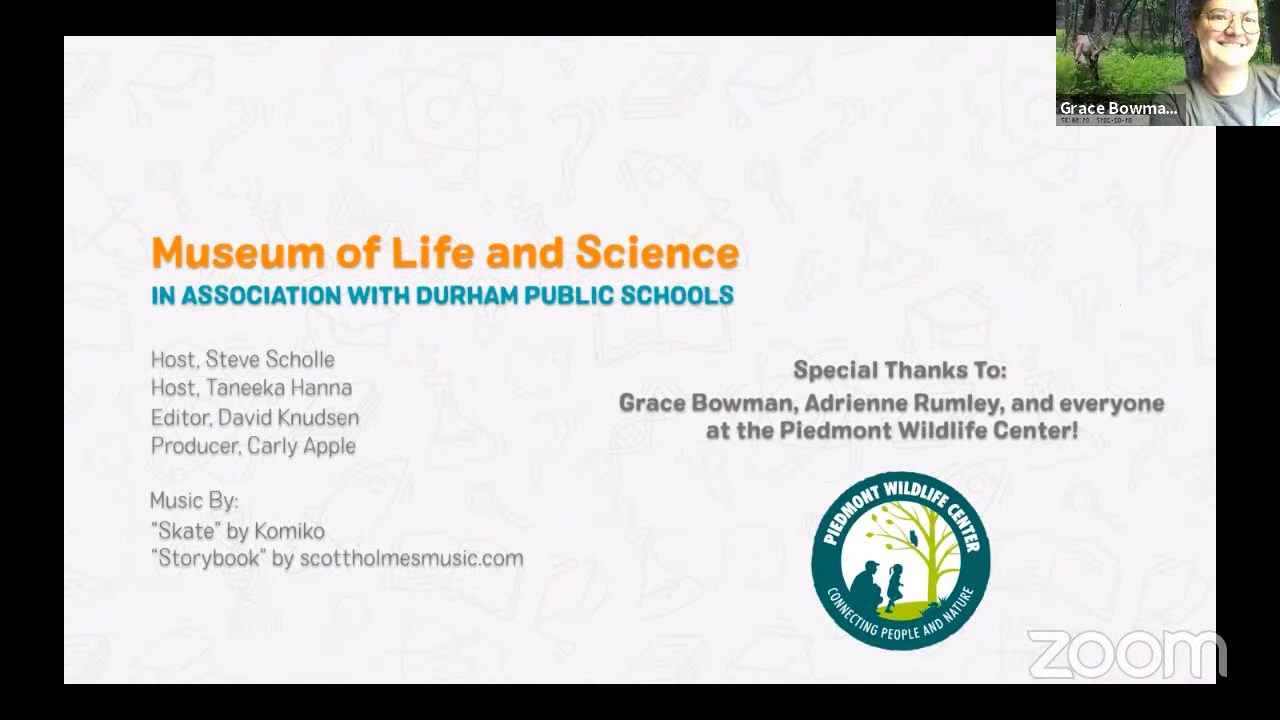 Grace Bowma...
Museum of Life and Science
IN ASSOCIATION WITH DURHAM PUBLIC SCHOOLS
Host, Steve Scholle
Host, Taneeka Hanna
Editor, David Knudsen
Producer, Carly Apple
Music By:
“Skate” by Komiko
“Storybook” by scottholmesmusic.com
Special Thanks To:
Grace Bowman, Adrienne Rumley, and everyone
at the Piedmont Wildlife Center!
PIEDMONT WILDLIFE CENTER
CONNECTING PEOPLE AND NATURE
zoom